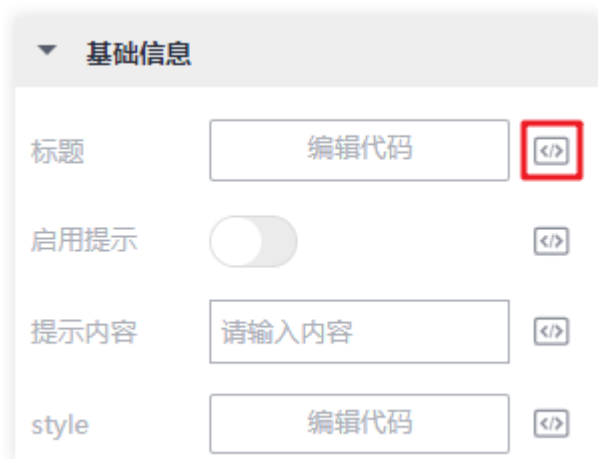 基础信息
标题 编辑代码 </>
启用提示 </>
提示内容 请输入内容 </>
style 编辑代码 </>